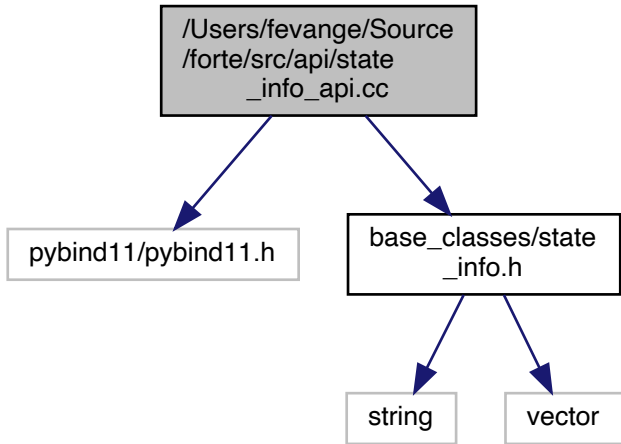 /Users/fevange/Source
/forte/src/api/state
_info_api.cc
pybind11/pybind11.h
base_classes/state
_info.h
string
vector